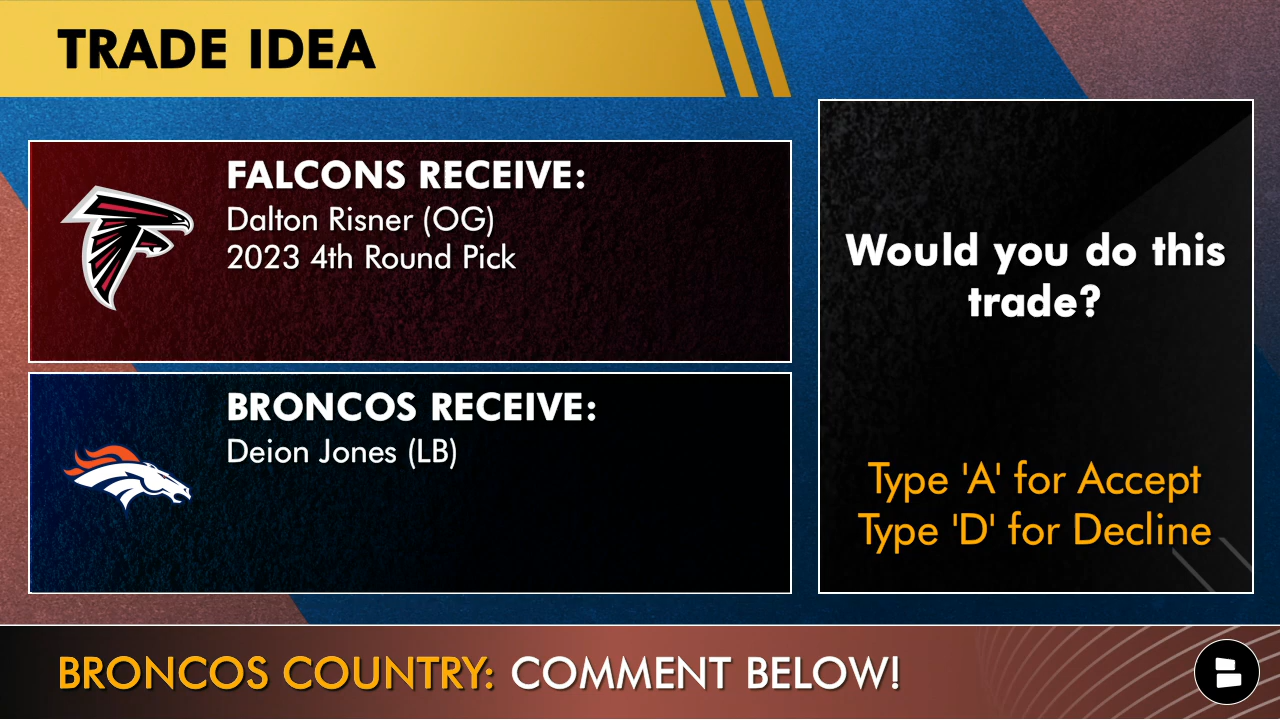 TRADE IDEA
FALCONS RECEIVE:
Dalton Risner (OG)
2023 4th Round Pick
BRONCOS RECEIVE:
Deion Jones (LB)
Would you do this
trade?
Type 'A' for Accept
Type 'D' for Decline
BRONCOS COUNTRY: COMMENT BELOW!